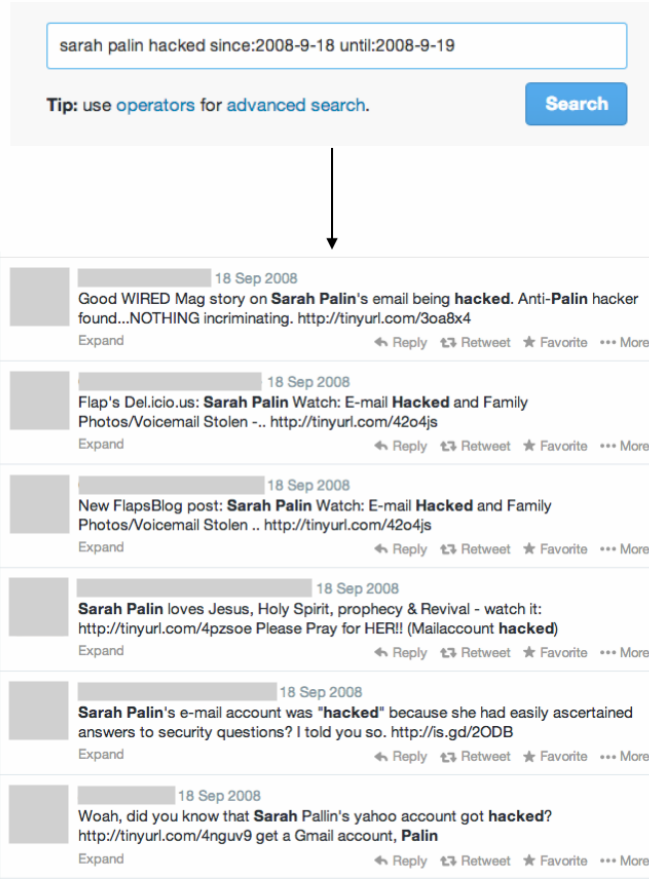 sarah palin hacked since:2008-9-18 until:2008-9-19
Tip: use operators for advanced search.
Search
18 Sep 2008
Good WIRED Mag story on Sarah Palin's email being hacked. Anti-Palin hacker
found...NOTHING incriminating. http://tinyurl.com/3oa8x4
Expand
Reply Retweet Favorite More
18 Sep 2008
Flap's Del.icio.us: Sarah Palin Watch: E-mail Hacked and Family
Photos/Voicemail Stolen -.. http://tinyurl.com/42o4js
Expand
Reply Retweet Favorite More
18 Sep 2008
New FlapsBlog post: Sarah Palin Watch: E-mail Hacked and Family
Photos/Voicemail Stolen .. http://tinyurl.com/42o4js
Expand
Reply Retweet Favorite More
18 Sep 2008
Sarah Palin loves Jesus, Holy Spirit, prophecy & Revival - watch it:
http://tinyurl.com/4pzsoe Please Pray for HER!! (Mailaccount hacked)
Expand
Reply Retweet Favorite More
18 Sep 2008
Sarah Palin's e-mail account was "hacked" because she had easily ascertained
answers to security questions? I told you so. http://is.gd/2ODB
Expand
Reply Retweet Favorite More
18 Sep 2008
Woah, did you know that Sarah Pallin's yahoo account got hacked?
http://tinyurl.com/4nguv9 get a Gmail account, Palin
Expand
Reply Retweet Favorite More